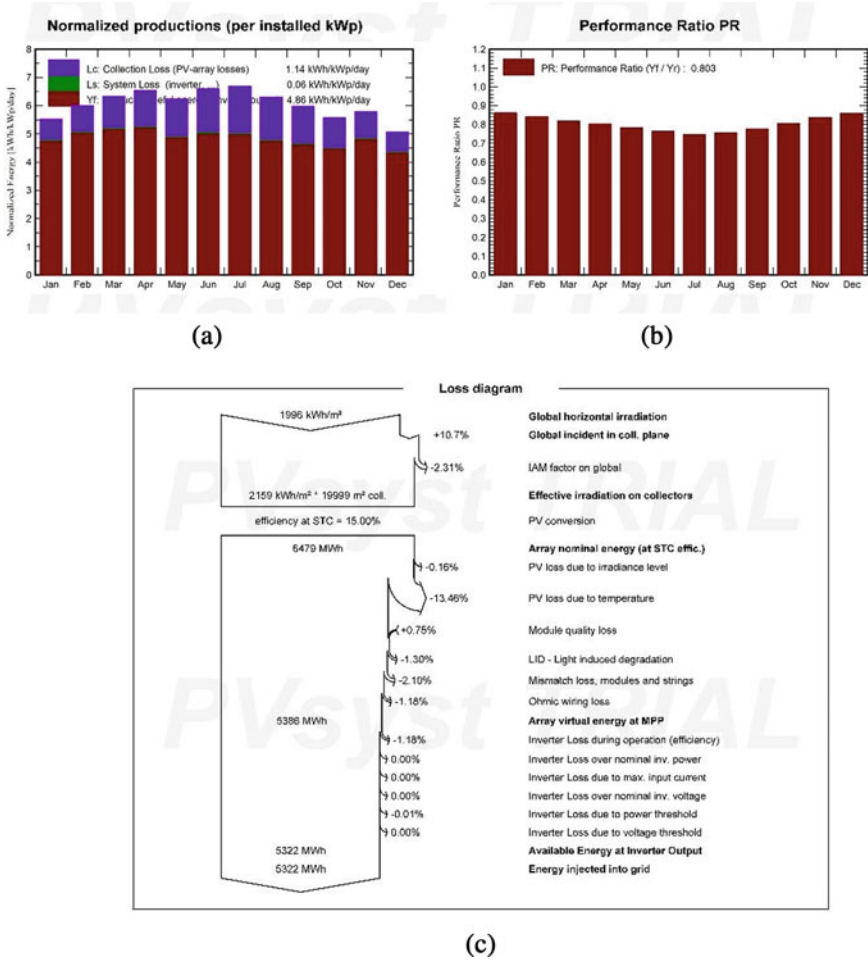 Normalized productions (per installed kWp)
Lc: Collection Loss (PV-array losses) 1.14 kWh/kWp/day
Ls: System Loss (inverter, ...) 0.06 kWh/kWp/day
Yf: 4.86 kWh/kWp/day
Normalized Energy [kWh/kWp/day]
8
7
6
5
4
3
2
1
0
Jan Feb Mar Apr May Jun Jul Aug Sep Oct Nov Dec
(a)
Performance Ratio PR
PR: Performance Ratio (Yf / Yr) : 0.803
Performance Ratio PR
1.2
1.1
1.0
0.9
0.8
0.7
0.6
0.5
0.4
0.3
0.2
0.1
0.0
Jan Feb Mar Apr May Jun Jul Aug Sep Oct Nov Dec
(b)
Loss diagram
1996 kWh/m² Global horizontal irradiation
+10.7% Global incident in coll. plane
-2.31% IAM factor on global
2159 kWh/m² * 19999 m² coll. Effective irradiation on collectors
efficiency at STC = 15.00% PV conversion
6479 MWh Array nominal energy (at STC effic.)
-0.16% PV loss due to irradiance level
-13.46% PV loss due to temperature
+0.75% Module quality loss
-1.30% LID - Light induced degradation
-2.10% Mismatch loss, modules and strings
-1.18% Ohmic wiring loss
5386 MWh Array virtual energy at MPP
-1.18% Inverter Loss during operation (efficiency)
0.00% Inverter Loss over nominal inv. power
0.00% Inverter Loss due to max. input current
0.00% Inverter Loss over nominal inv. voltage
-0.01% Inverter Loss due to power threshold
0.00% Inverter Loss due to voltage threshold
5322 MWh Available Energy at Inverter Output
5322 MWh Energy injected into grid
PVsyst TRIAL
PVsyst TRIAL
(c)